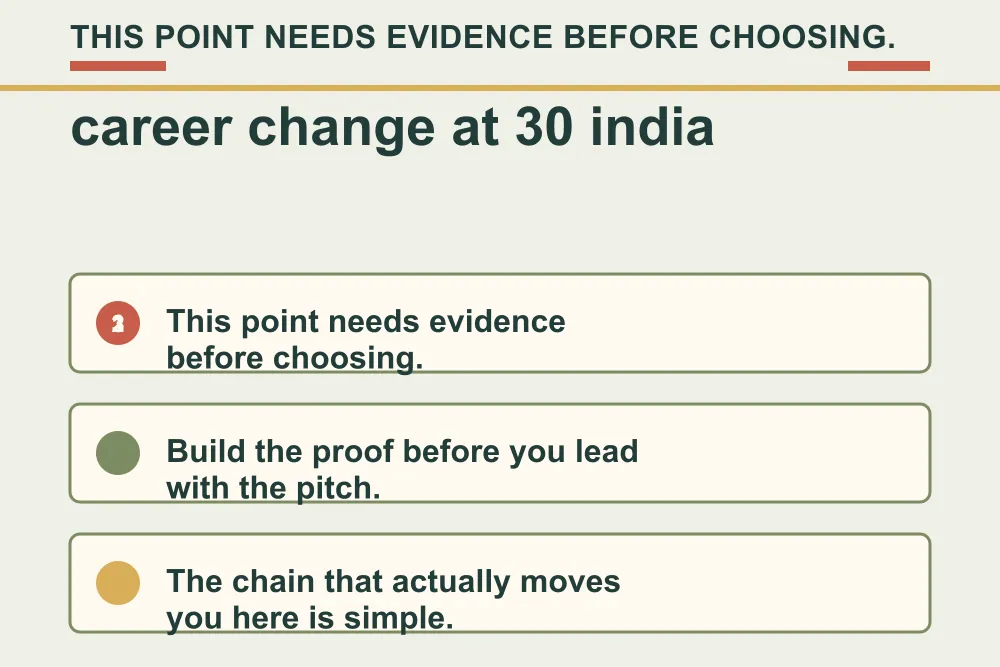 THIS POINT NEEDS EVIDENCE BEFORE CHOOSING.
career change at 30 india
This point needs evidence
before choosing.
Build the proof before you lead
with the pitch.
The chain that actually moves
you here is simple.